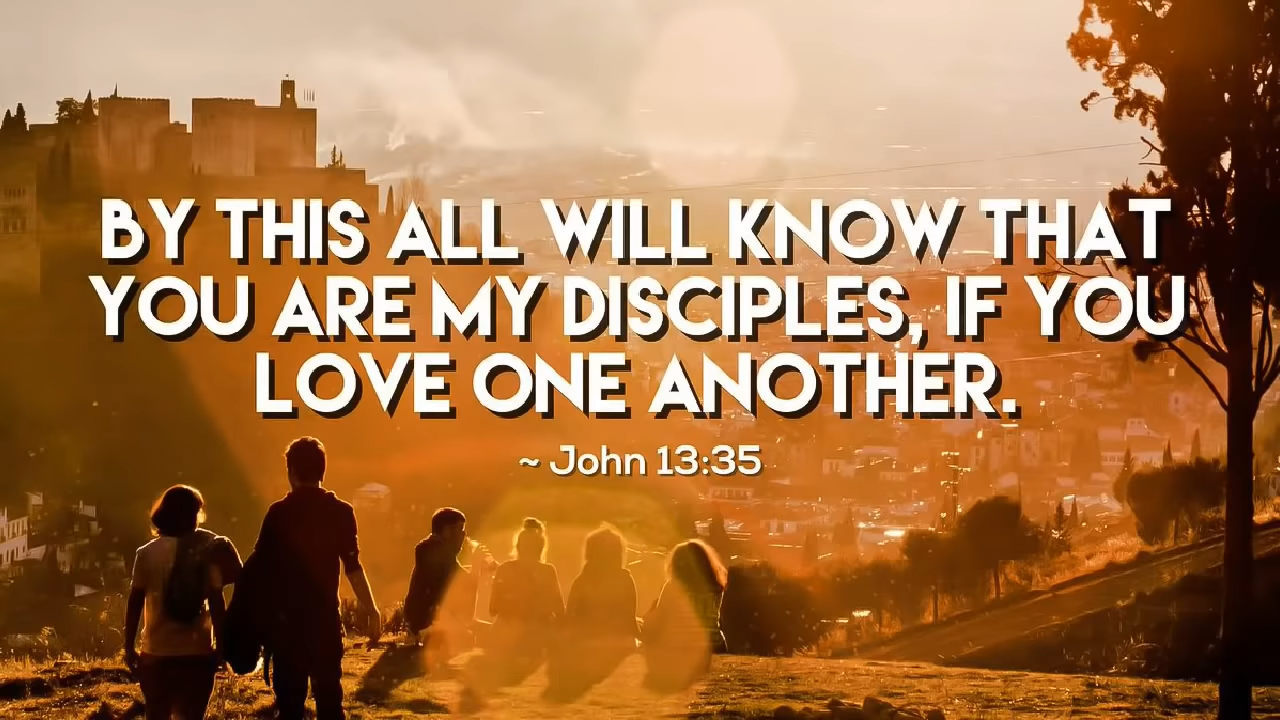 BY THIS ALL WILL KNOW THAT
YOU ARE MY DISCIPLES, IF YOU
LOVE ONE ANOTHER.
~ John 13:35